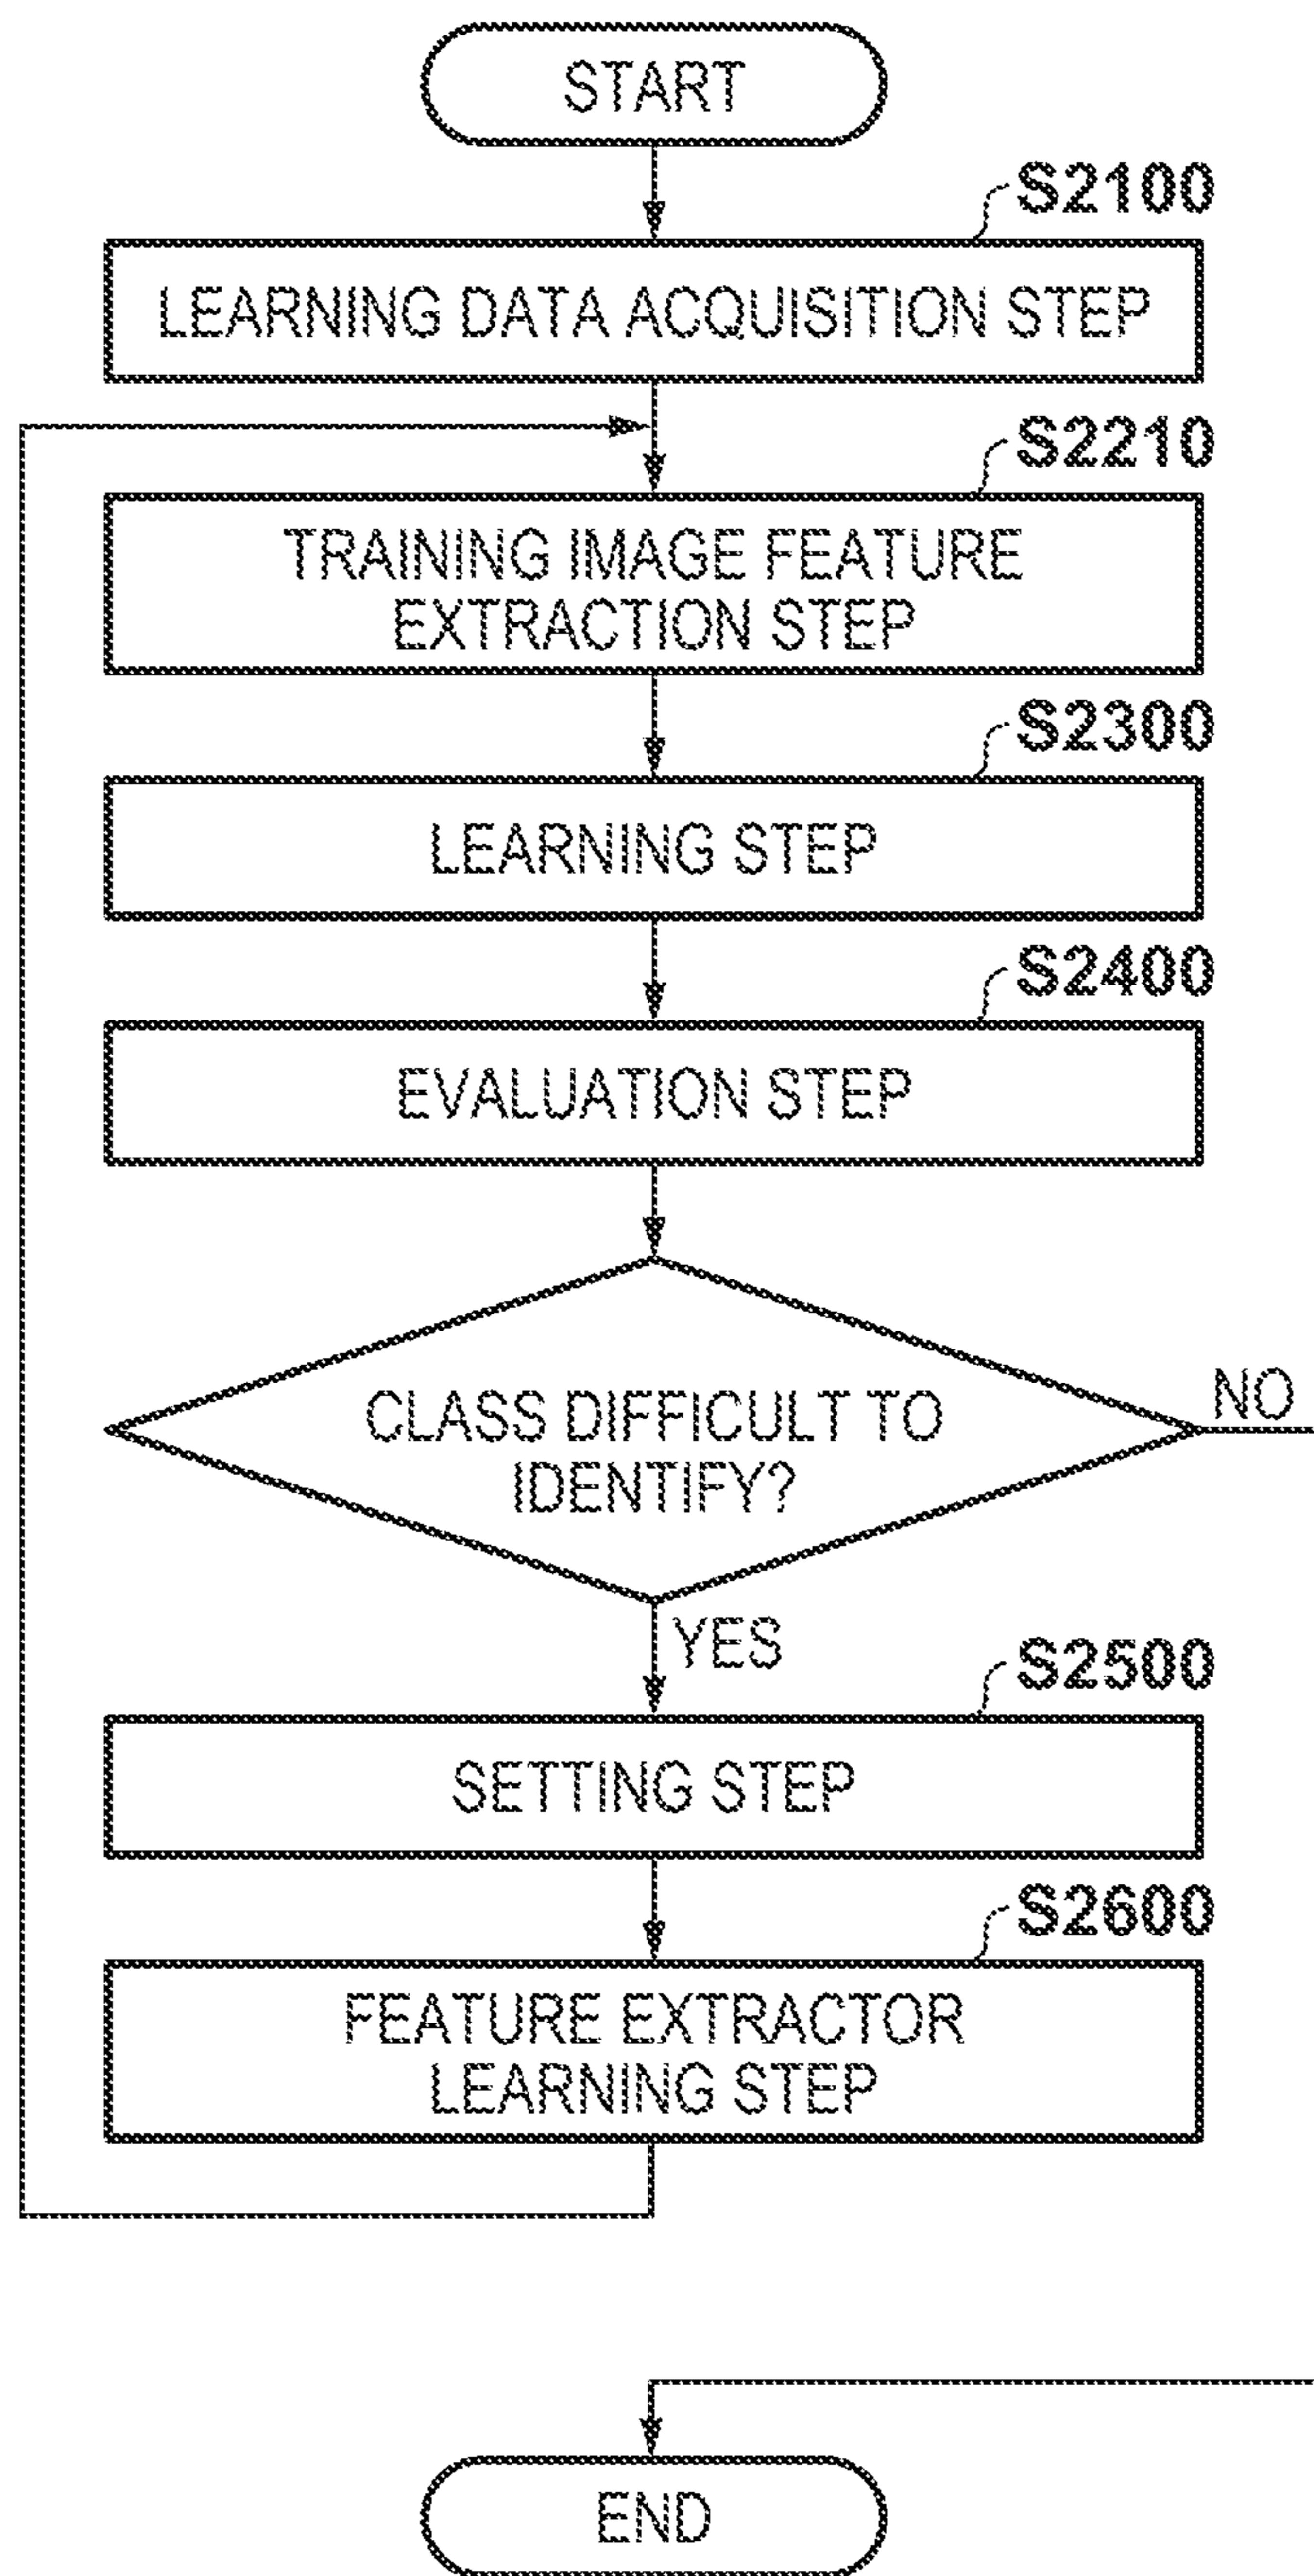 START
S2100
LEARNING DATA ACQUISITION STEP
S2210
TRAINING IMAGE FEATURE
EXTRACTION STEP
S2300
LEARNING STEP
S2400
EVALUATION STEP
CLASS DIFFICULT TO
IDENTIFY?
NO
YES
S2500
SETTING STEP
S2600
FEATURE EXTRACTOR
LEARNING STEP
END